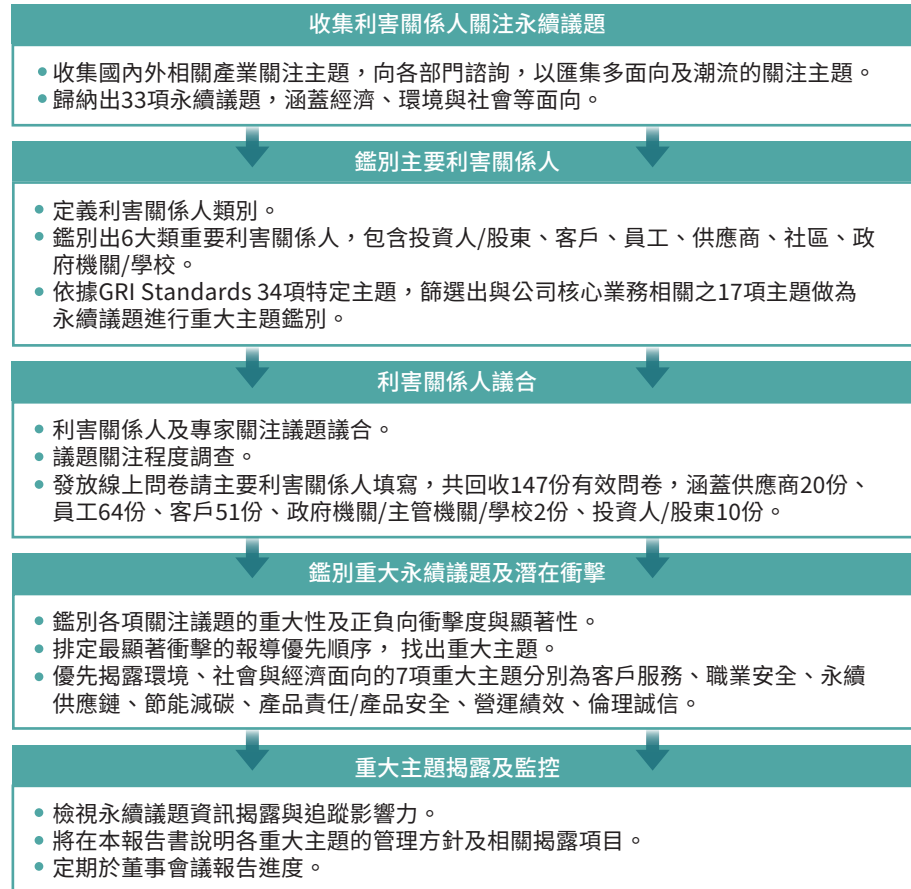 收集利害關係人關注永續議題
•收集國內外相關產業關注主題，向各部門諮詢，以匯集多面向及潮流的關注主題。
•歸納出33項永續議題，涵蓋經濟、環境與社會等面向。
鑑別主要利害關係人
•定義利害關係人類別。
•鑑別出6大類重要利害關係人，包含投資人/股東、客戶、員工、供應商、社區、政
府機關/學校。
•依據GRI Standards 34項特定主題，篩選出與公司核心業務相關之17項主題做為
永續議題進行重大主題鑑別。
利害關係人議合
•利害關係人及專家關注議題議合。
•議題關注程度調查。
•發放線上問卷請主要利害關係人填寫，共回收147份有效問卷，涵蓋供應商20份、
員工64份、客戶51份、政府機關/主管機關/學校2份、投資人/股東10份。
鑑別重大永續議題及潛在衝擊
•鑑別各項關注議題的重大性及正負向衝擊度與顯著性。
•排定最顯著衝擊的報導優先順序， 找出重大主題。
•優先揭露環境、社會與經濟面向的7項重大主題分別為客戶服務、職業安全、永續
供應鏈、節能減碳、產品責任/產品安全、營運績效、倫理誠信。
重大主題揭露及監控
•檢視永續議題資訊揭露與追蹤影響力。
•將在本報告書說明各重大主題的管理方針及相關揭露項目。
•定期於董事會議報告進度。